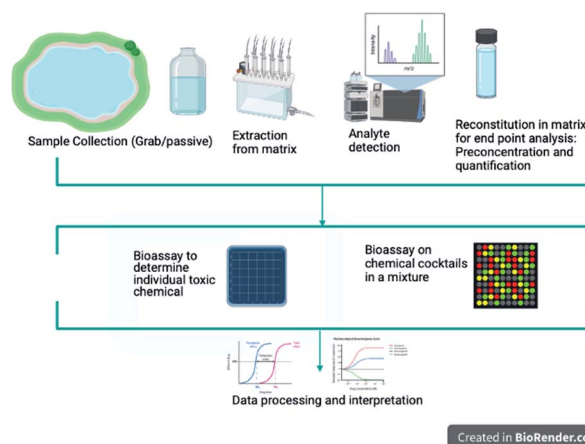 Intensity
m/z
Sample Collection (Grab/passive)
Extraction
from matrix
Analyte
detection
Reconstitution in matrix
for end point analysis:
Preconcentration and
quantification
Bioassay to
determine
individual toxic
chemical
Bioassay on
chemical cocktails
in a mixture
Data processing and interpretation
Created in BioRender.co